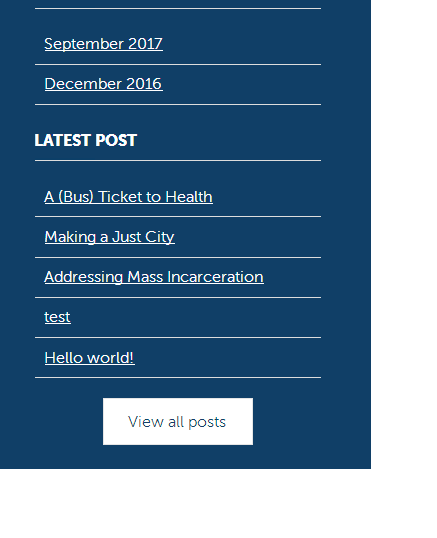 September 2017
December 2016
LATEST POST
A (Bus) Ticket to Health
Making a Just City
Addressing Mass Incarceration
test
Hello world!
View all posts